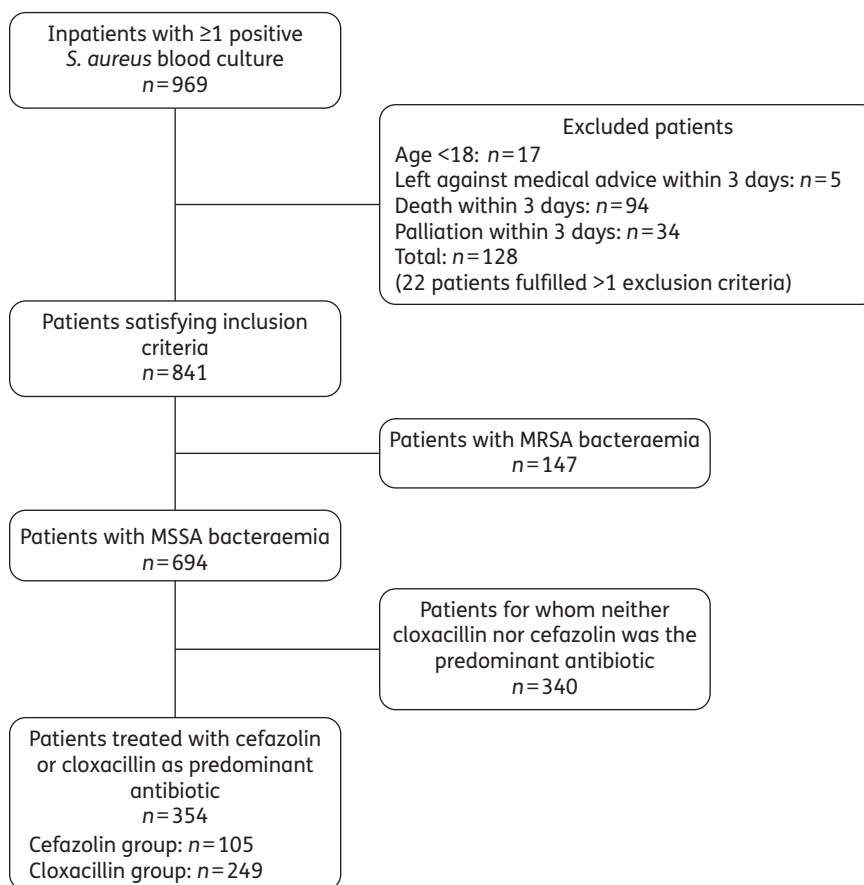 Inpatients with ≥1 positive
S. aureus blood culture
n=969
Excluded patients
Age <18: n=17
Left against medical advice within 3 days: n=5
Death within 3 days: n=94
Palliation within 3 days: n=34
Total: n=128
(22 patients fulfilled >1 exclusion criteria)
Patients satisfying inclusion
criteria
n=841
Patients with MRSA bacteraemia
n=147
Patients with MSSA bacteraemia
n=694
Patients for whom neither
cloxacillin nor cefazolin was the
predominant antibiotic
n=340
Patients treated with cefazolin
or cloxacillin as predominant
antibiotic
n=354
Cefazolin group: n=105
Cloxacillin group: n=249